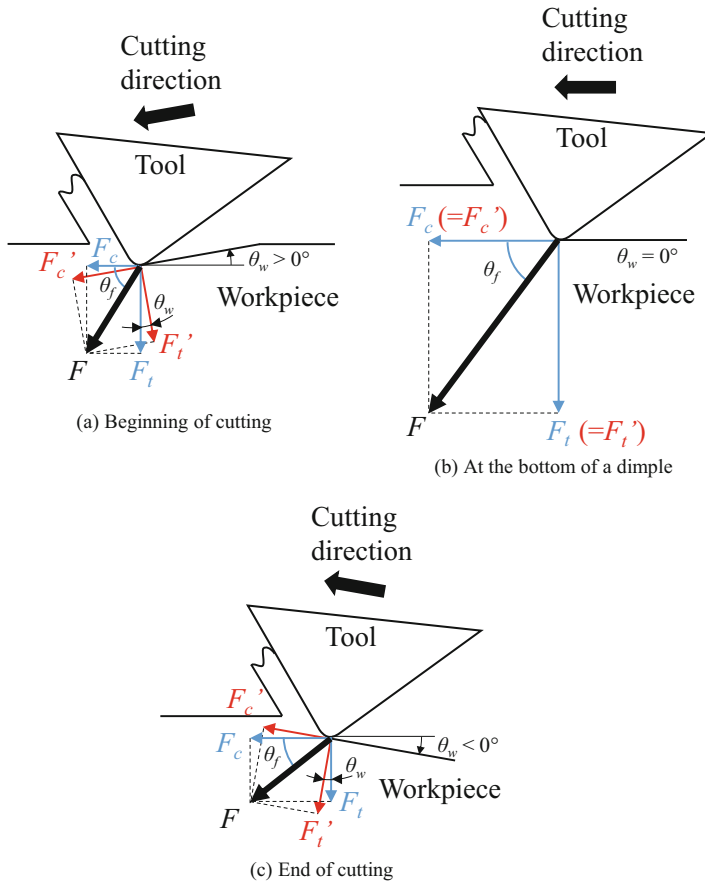 Cutting
direction
Tool
F_c' F_c
θ_f
θ_w > 0°
Workpiece
θ_w
F_t'
F F_t
(a) Beginning of cutting
Cutting
direction
Tool
F_c (=F_c')
θ_f
θ_w = 0°
Workpiece
F F_t (=F_t')
(b) At the bottom of a dimple
Cutting
direction
Tool
F_c'
F_c
θ_f
θ_w < 0°
θ_w
Workpiece
F F_t
F_t'
(c) End of cutting